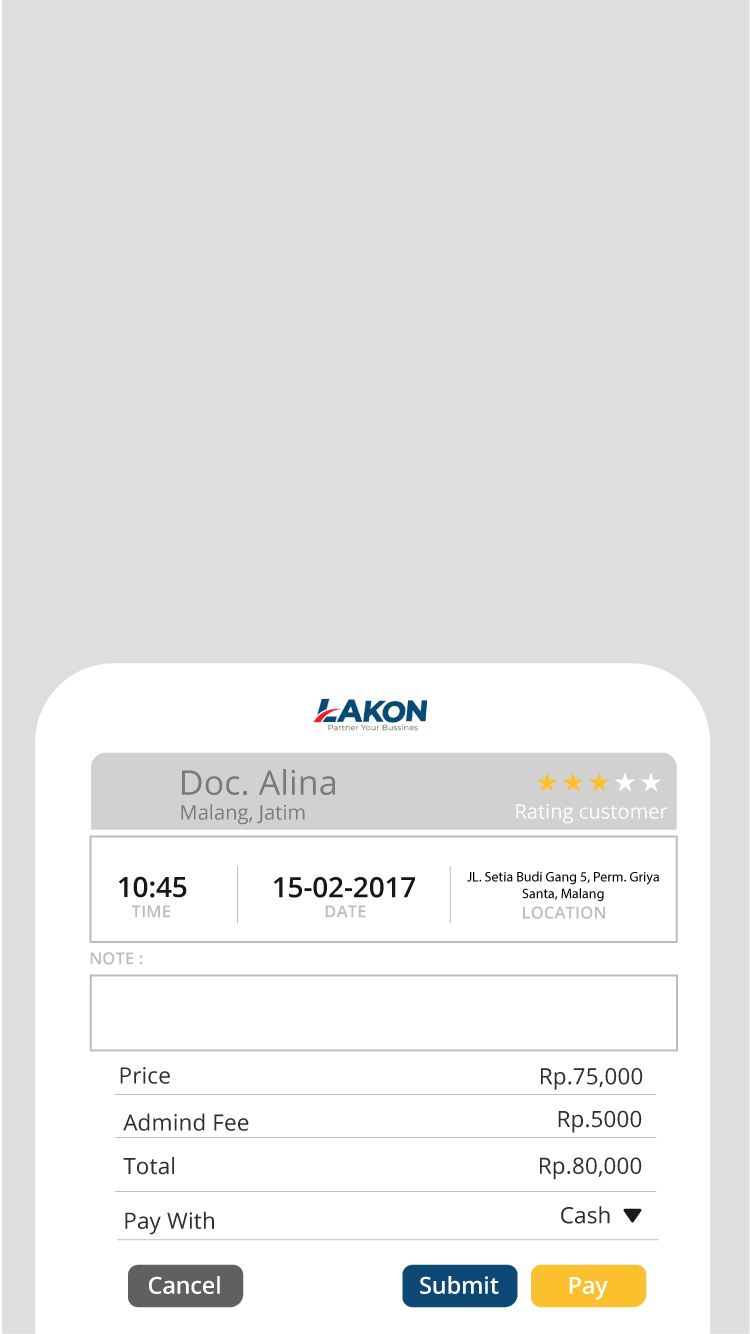 LAKON
Partner Your Bussines
Doc. Alina
Malang, Jatim
Rating customer
10:45
TIME
15-02-2017
DATE
JL. Setia Budi Gang 5, Perm. Griya
Santa, Malang
LOCATION
NOTE :
Price Rp.75,000
Admind Fee Rp.5000
Total Rp.80,000
Pay With Cash
Cancel Submit Pay